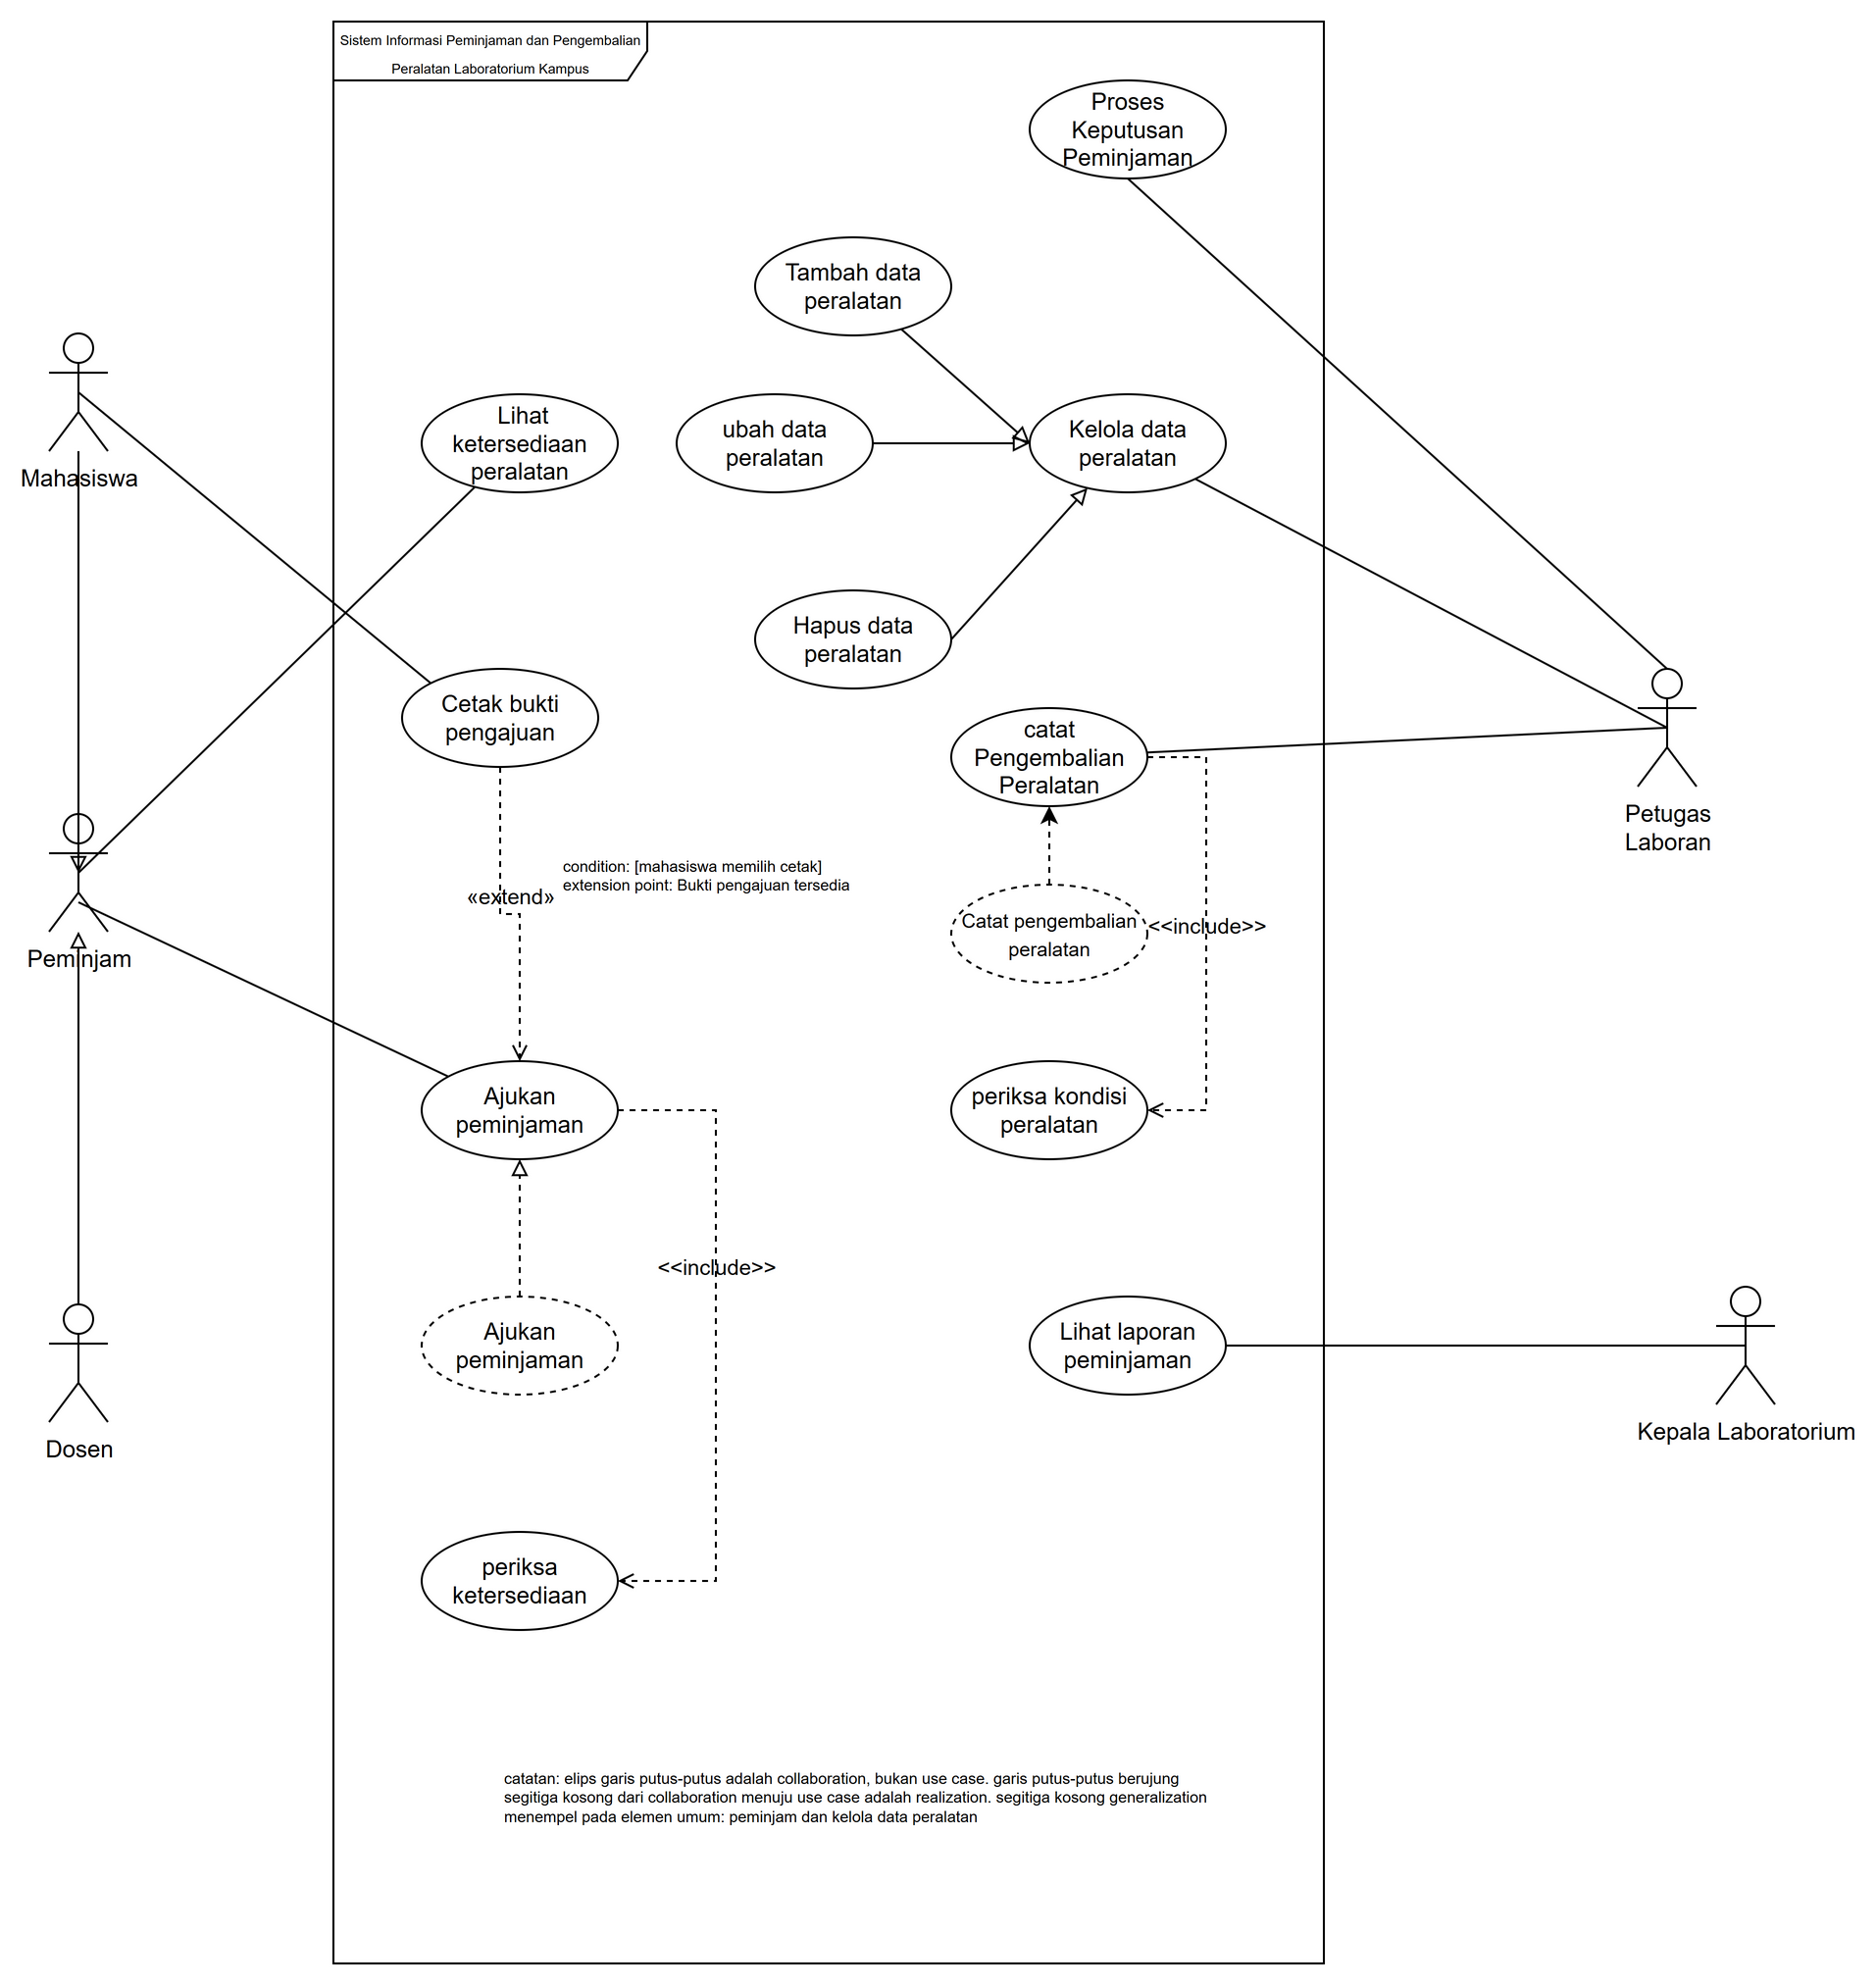 Sistem Informasi Peminjaman dan Pengembalian
Peralatan Laboratorium Kampus
Proses
Keputusan
Peminjaman
Tambah data
peralatan
Mahasiswa
Lihat
ketersediaan
peralatan
ubah data
peralatan
Kelola data
peralatan
Hapus data
peralatan
Cetak bukti
pengajuan
catat
Pengembalian
Peralatan
Petugas
Laboran
condition: [mahasiswa memilih cetak]
extension point: Bukti pengajuan tersedia
«extend»
Catat pengembalian
peralatan
<<include>>
Peminjam
Ajukan
peminjaman
periksa kondisi
peralatan
<<include>>
Ajukan
peminjaman
Lihat laporan
peminjaman
Kepala Laboratorium
Dosen
periksa
ketersediaan
catatan: elips garis putus-putus adalah collaboration, bukan use case. garis putus-putus berujung
segitiga kosong dari collaboration menuju use case adalah realization. segitiga kosong generalization
menempel pada elemen umum: peminjam dan kelola data peralatan